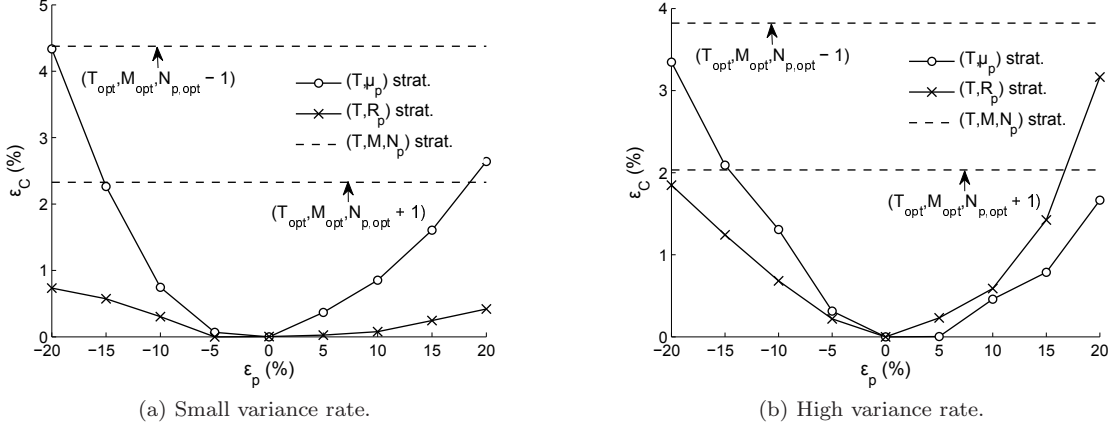 5
4
3
2
1
0
−20 −15 −10 −5 0 5 10 15 20
ε_C (%)
ε_p (%)
(T_opt,M_opt,N_p,opt − 1)
(T,μ_p) strat.
(T,R_p) strat.
(T,M,N_p) strat.
(T_opt,M_opt,N_p,opt + 1)
(a) Small variance rate.
4
3
2
1
0
−20 −15 −10 −5 0 5 10 15 20
ε_C (%)
ε_p (%)
(T_opt,M_opt,N_p,opt − 1)
(T,μ_p) strat.
(T,R_p) strat.
(T,M,N_p) strat.
(T_opt,M_opt,N_p,opt + 1)
(b) High variance rate.